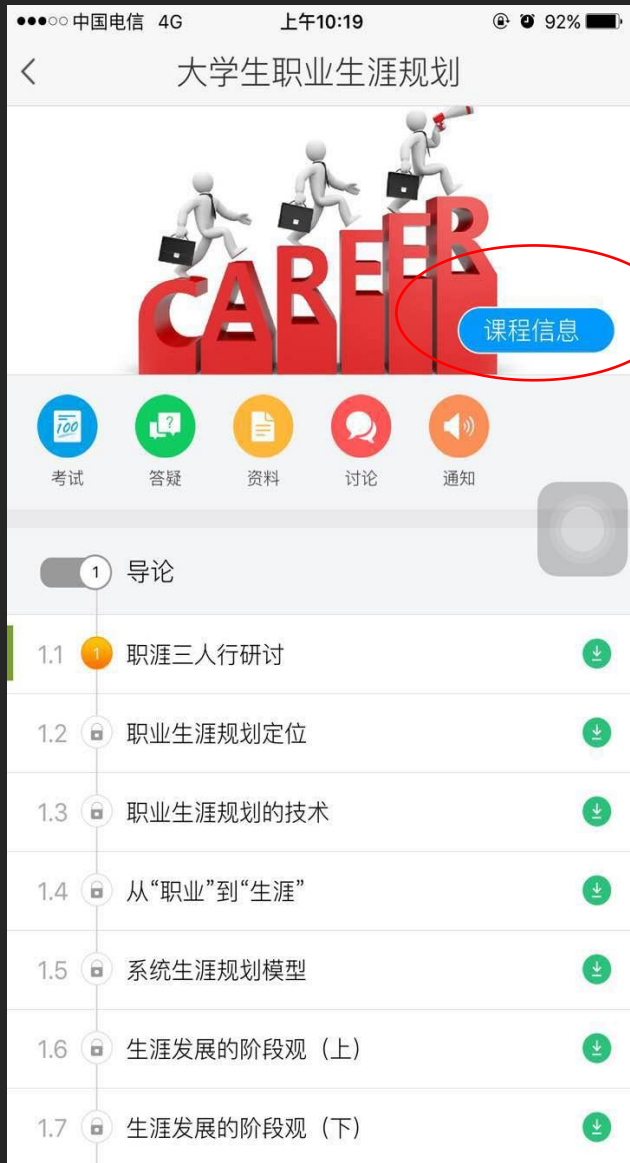 中国电信 4G 上午10:19 92%
大学生职业生涯规划
CAREER
课程信息
100 ?
考试 答疑 资料 讨论 通知
1 导论
1.1 1 职涯三人行研讨
1.2 职业生涯规划定位
1.3 职业生涯规划的技术
1.4 从“职业”到“生涯”
1.5 系统生涯规划模型
1.6 生涯发展的阶段观（上）
1.7 生涯发展的阶段观（下）